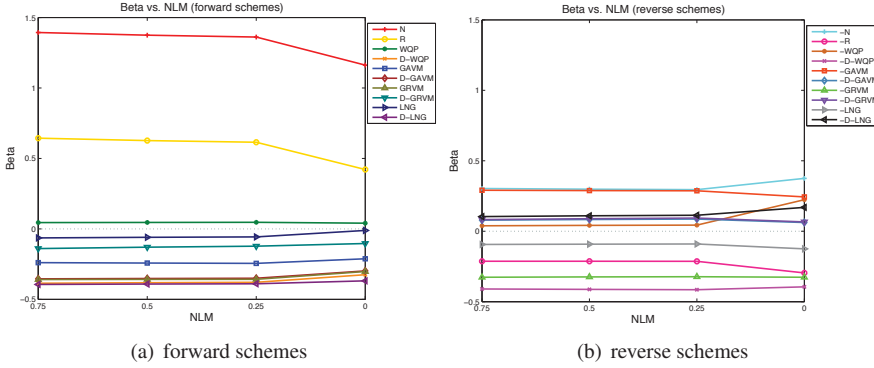 Beta vs. NLM (forward schemes)
1.5
1
0.5
0
−0.5
Beta
0.75
0.5
0.25
0
NLM
N
R
WQP
D−WQP
GAVM
D−GAVM
GRVM
D−GRVM
LNG
D−LNG
(a) forward schemes
Beta vs. NLM (reverse schemes)
1.5
1
0.5
0
−0.5
Beta
0.75
0.5
0.25
0
NLM
−N
−R
−WQP
−D−WQP
−GAVM
−D−GAVM
−GRVM
−D−GRVM
−LNG
−D−LNG
(b) reverse schemes